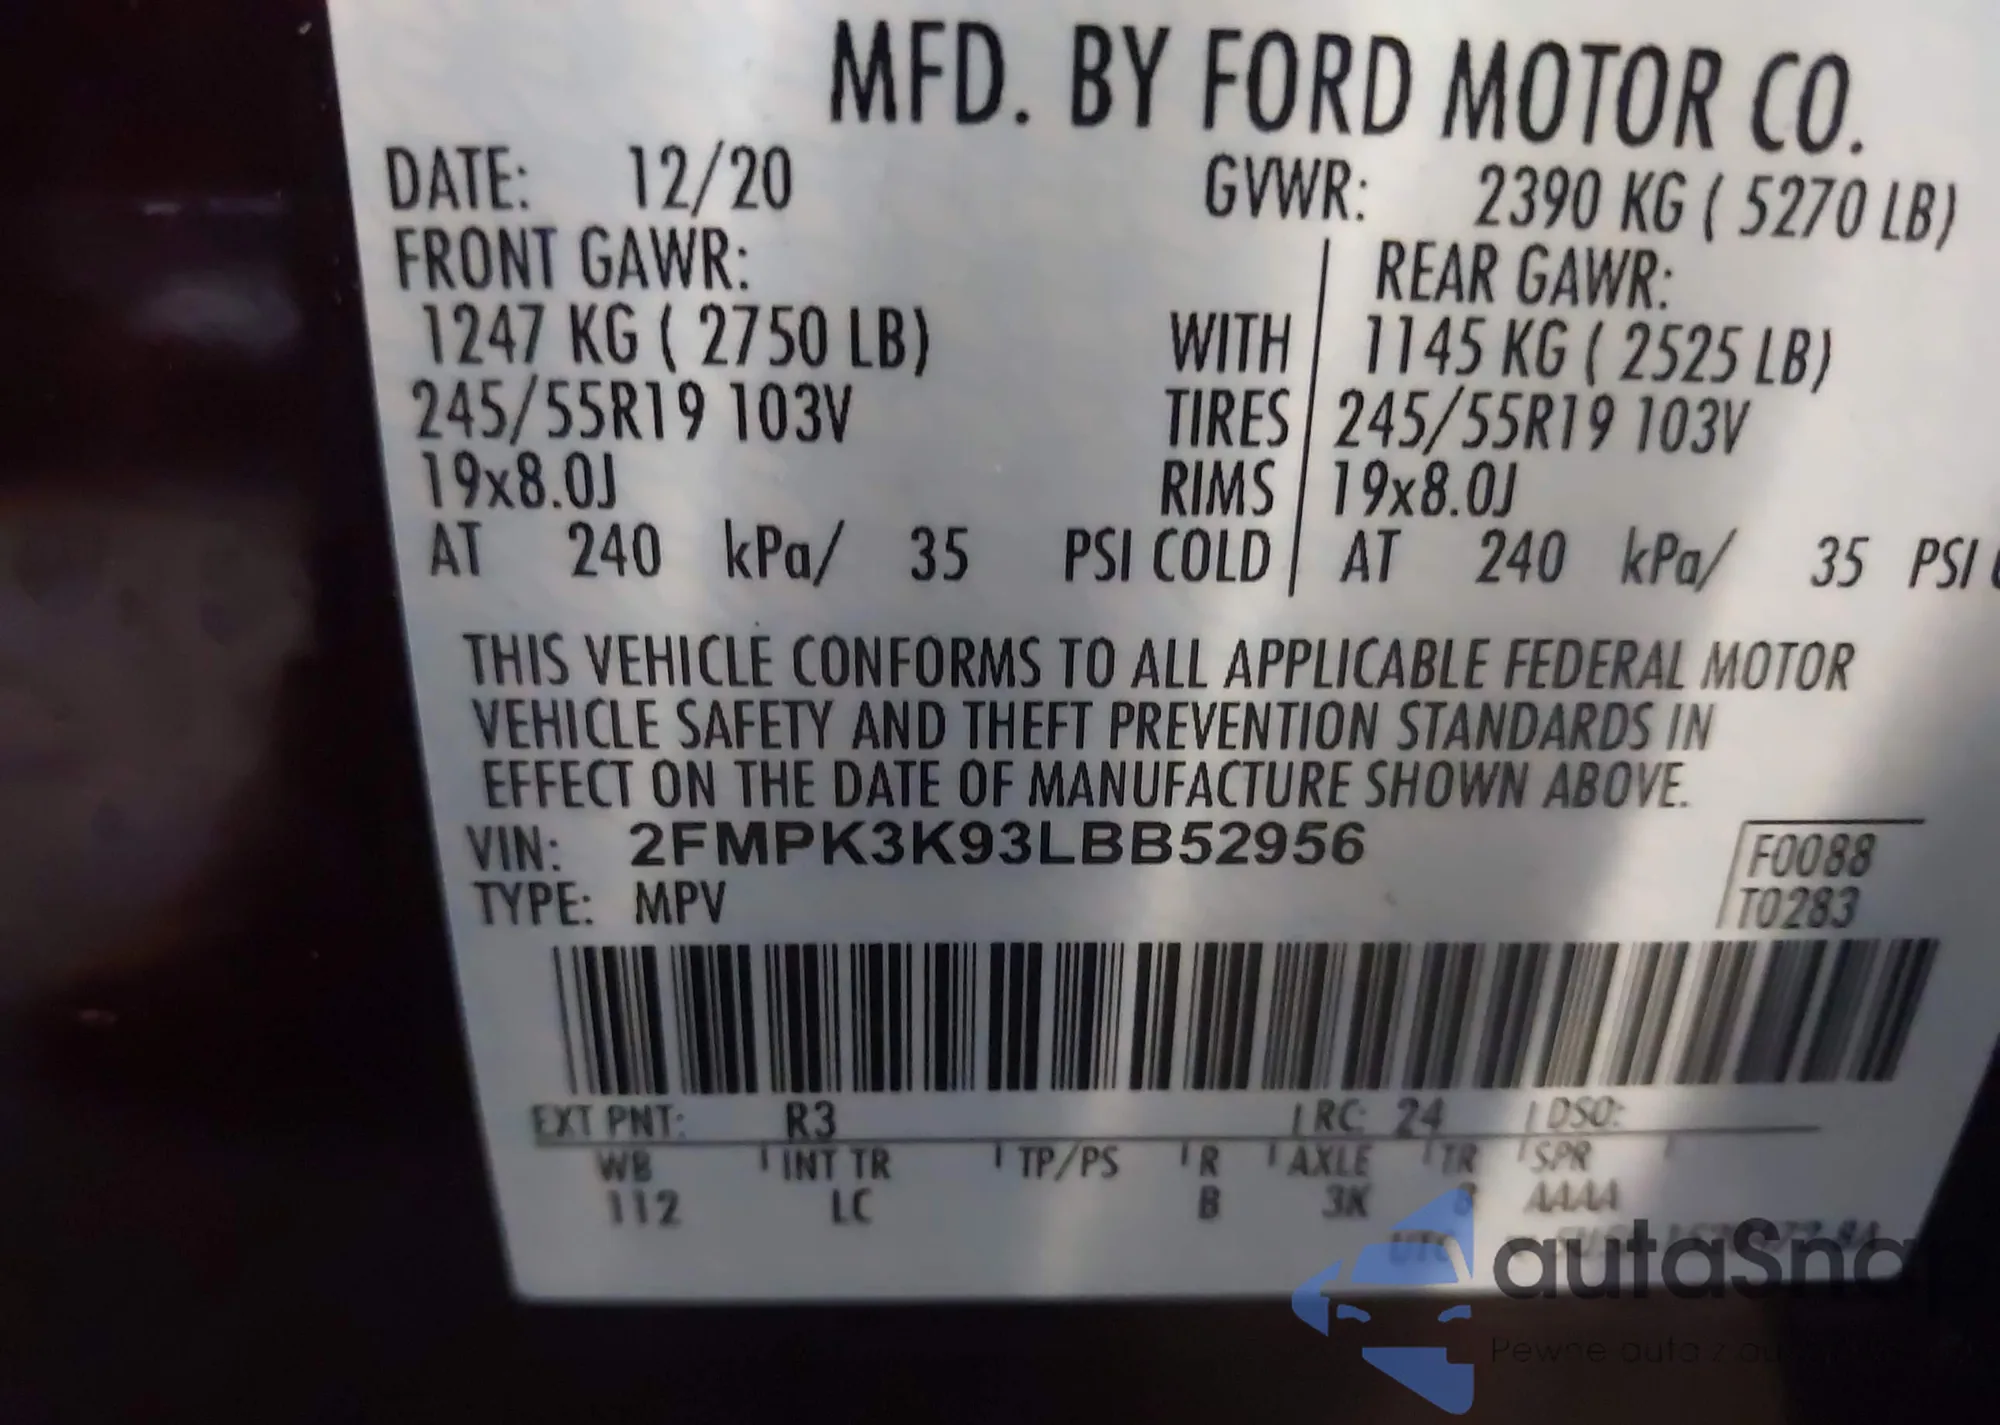 MFD. BY FORD MOTOR CO.
DATE: 12/20 GVWR: 2390 KG ( 5270 LB)
FRONT GAWR: REAR GAWR:
1247 KG ( 2750 LB) WITH 1145 KG ( 2525 LB)
245/55R19 103V TIRES 245/55R19 103V
19x8.0J RIMS 19x8.0J
AT 240 kPa/ 35 PSI COLD AT 240 kPa/ 35 PSI
THIS VEHICLE CONFORMS TO ALL APPLICABLE FEDERAL MOTOR
VEHICLE SAFETY AND THEFT PREVENTION STANDARDS IN
EFFECT ON THE DATE OF MANUFACTURE SHOWN ABOVE.
VIN: 2FMPK3K93LBB52956
F0088
TYPE: MPV
T0283
EXT PNT: R3 RC: 24 DSO:
WB INT TR TP/PS R AXLE TR SPR
112 LC B 3K 8 AAAA
UTC
autaSna
Pewne auta z